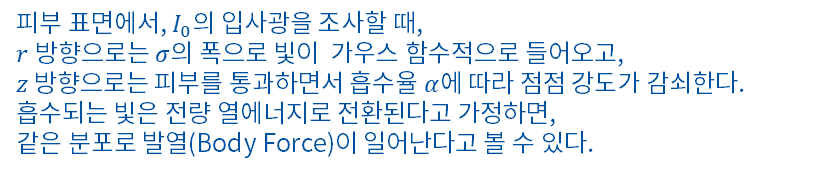 피부 표면에서, I₀의 입사광을 조사할 때,
r 방향으로는 σ의 폭으로 빛이 가우스 함수적으로 들어오고,
z 방향으로는 피부를 통과하면서 흡수율 α에 따라 점점 강도가 감쇠한다.
흡수되는 빛은 전량 열에너지로 전환된다고 가정하면,
같은 분포로 발열(Body Force)이 일어난다고 볼 수 있다.